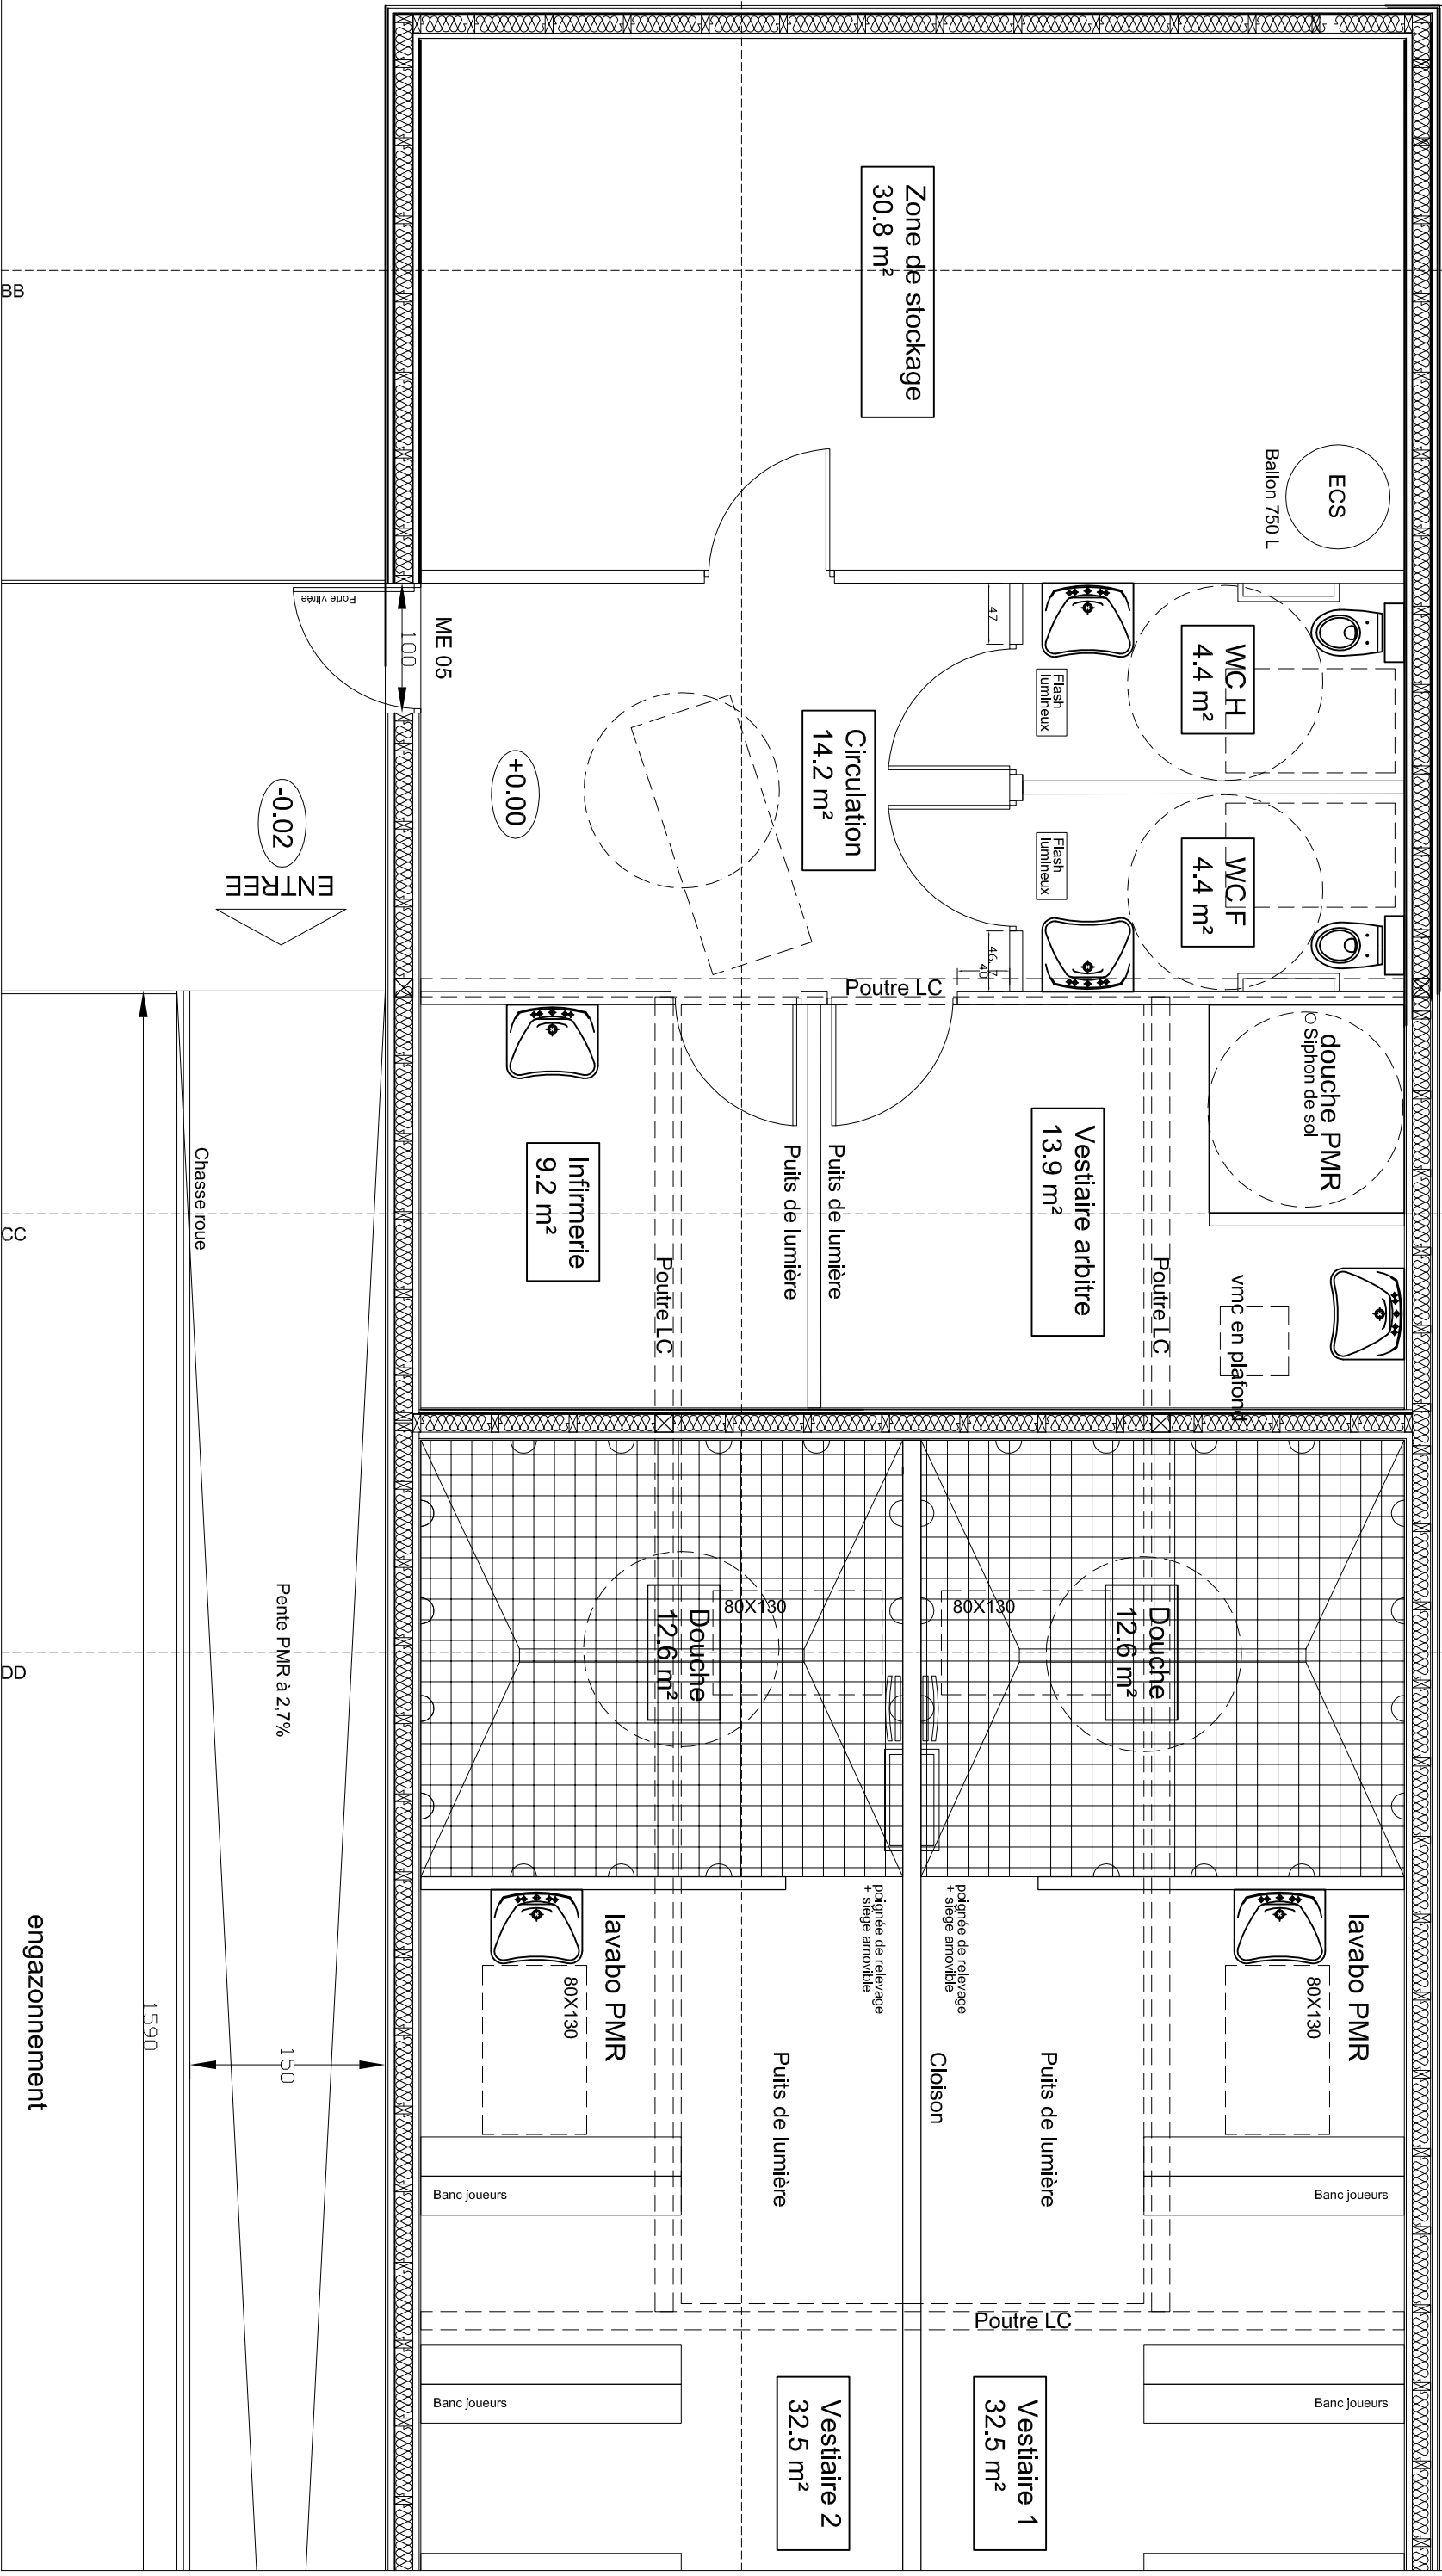 Zone de stockage
30.8 m²
ECS
Ballon 750 L
BB
Porte vitrée
100
ME 05
47
Flash
lumineux
WC H
4.4 m²
Circulation
14.2 m²
+0.00
-0.02
ENTREE
Flash
lumineux
WC F
4.4 m²
46.7
40
Poutre LC
douche PMR
Siphon de sol
Vestiaire arbitre
13.9 m²
Puits de lumière
Puits de lumière
Infirmerie
9.2 m²
Poutre LC
Poutre LC
vmc en plafond
Chasse roue
CC
Douche
12.6 m²
80X130
80X130
Douche
12.6 m²
Pente PMR à 2,7%
DD
lavabo PMR
80X130
poignée de relevage
+ siège amovible
poignée de relevage
+ siège amovible
lavabo PMR
80X130
Puits de lumière
Cloison
Puits de lumière
150
1590
engazonnement
Banc joueurs
Banc joueurs
Poutre LC
Banc joueurs
Banc joueurs
Vestiaire 1
32.5 m²
Vestiaire 2
32.5 m²